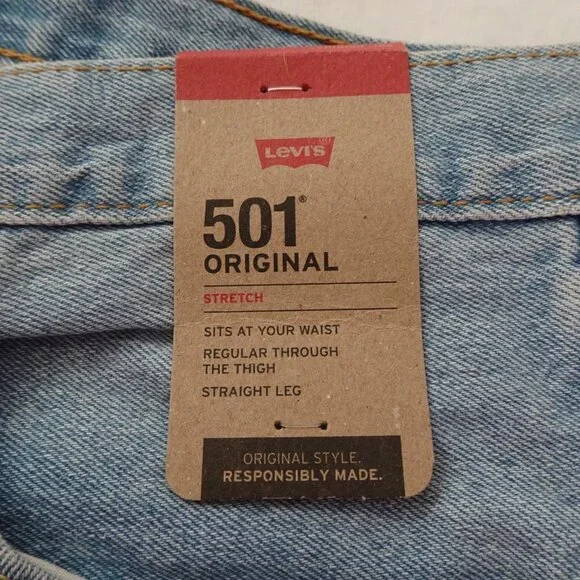 LEVI'S®
501®
ORIGINAL
STRETCH
SITS AT YOUR WAIST
REGULAR THROUGH
THE THIGH
STRAIGHT LEG
ORIGINAL STYLE.
RESPONSIBLY MADE.